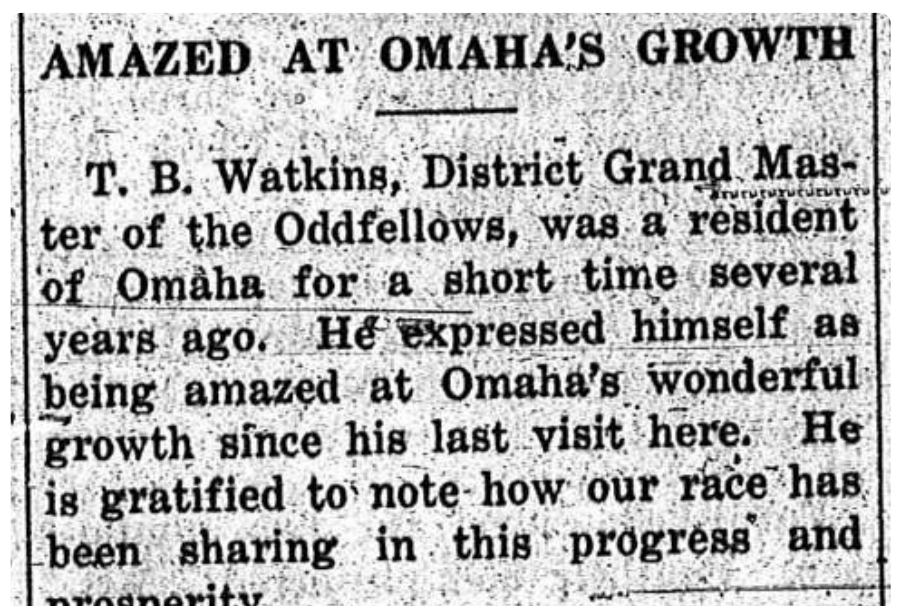 AMAZED AT OMAHA'S GROWTH
T. B. Watkins, District Grand Mas-
ter of the Oddfellows, was a resident
of Omaha for a short time several
years ago. He expressed himself as
being amazed at Omaha's wonderful
growth since his last visit here. He
is gratified to note how our race has
been sharing in this progress and
prosperity.